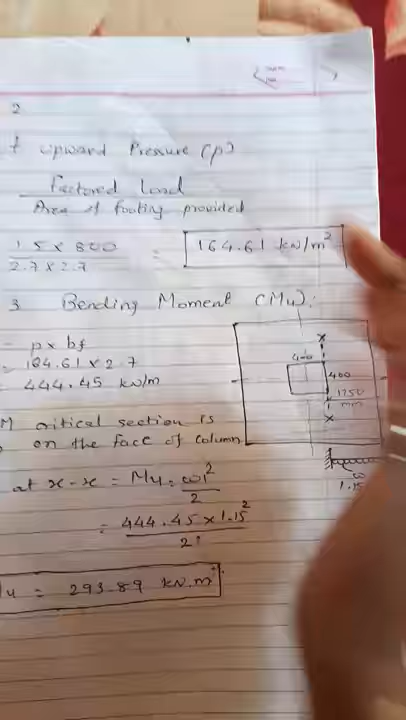 2
f upward Pressure (p)
Factored Load
Area of footing provided
1.5 x 800
2.7 x 2.7
= 164.61 kN/m²
3 Bending Moment (Mu):
= p x bf
= 164.61 x 2.7
= 444.45 kN/m
400
400
1150
mm
x
x
M critical section is
on the face of column
at x-x = Mu = wl²
2
= 444.45 x 1.15²
2
w
1.15
Mu = 293.89 kN.m